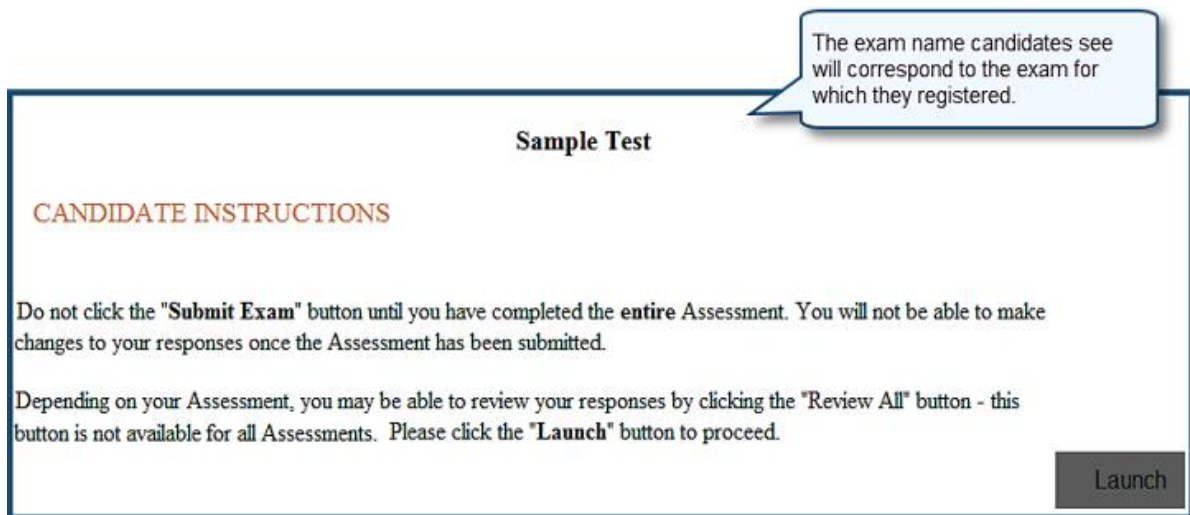 The exam name candidates see
will correspond to the exam for
which they registered.
Sample Test
CANDIDATE INSTRUCTIONS
Do not click the "Submit Exam" button until you have completed the entire Assessment. You will not be able to make
changes to your responses once the Assessment has been submitted.
Depending on your Assessment, you may be able to review your responses by clicking the "Review All" button - this
button is not available for all Assessments. Please click the "Launch" button to proceed.
Launch